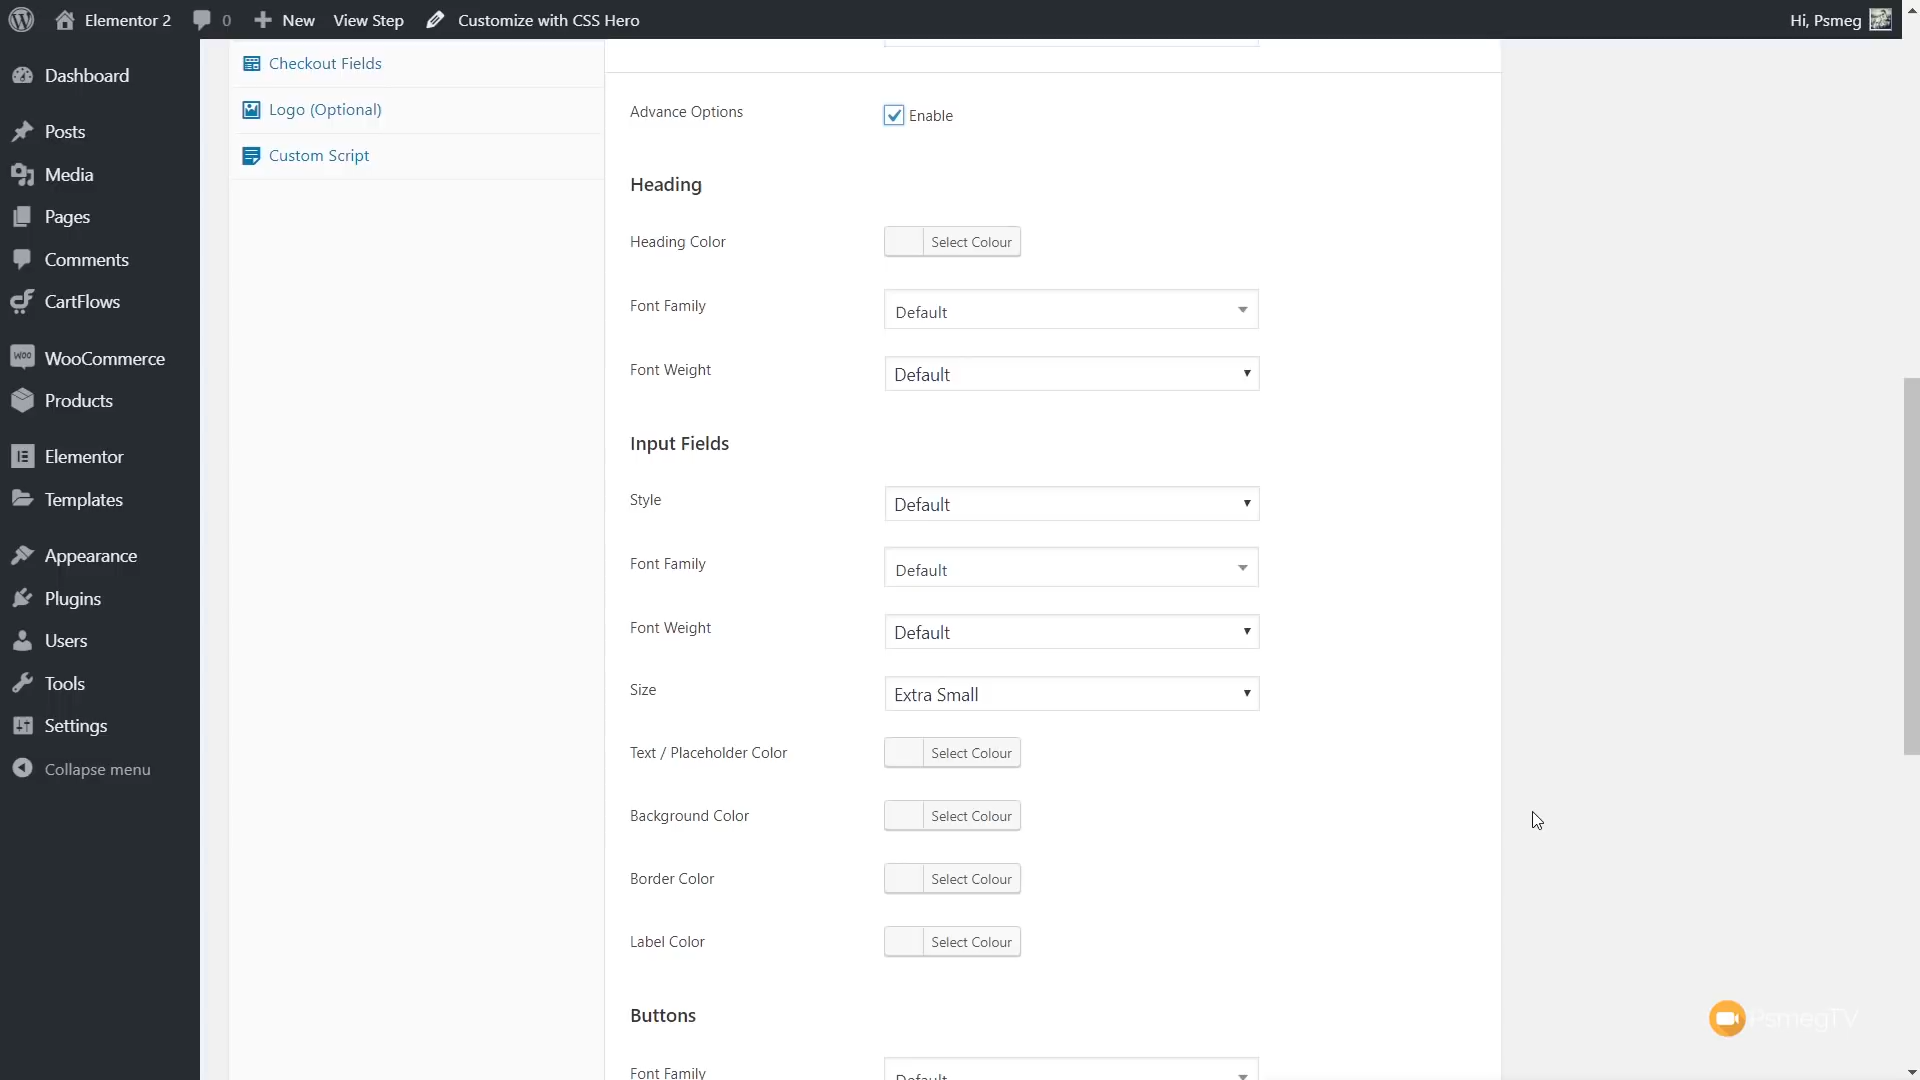 Elementor 2
0
New
View Step
Customize with CSS Hero
Hi, Psmeg
Dashboard
Posts
Media
Pages
Comments
CartFlows
WooCommerce
Products
Elementor
Templates
Appearance
Plugins
Users
Tools
Settings
Collapse menu
Checkout Fields
Logo (Optional)
Custom Script
Advance Options
Enable
Heading
Heading Color
Select Colour
Font Family
Default
Font Weight
Default
Input Fields
Style
Default
Font Family
Default
Font Weight
Default
Size
Extra Small
Text / Placeholder Color
Select Colour
Background Color
Select Colour
Border Color
Select Colour
Label Color
Select Colour
Buttons
Font Family
Default
PsmegTV